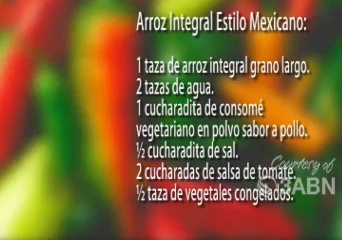 Arroz Integral Estilo Mexicano:
1 taza de arroz integral grano largo.
2 tazas de agua.
1 cucharadita de consomé
vegetariano en polvo sabor a pollo.
½ cucharadita de sal.
2 cucharadas de salsa de tomate.
½ taza de vegetales congelados.
Courtesy of
3ABN